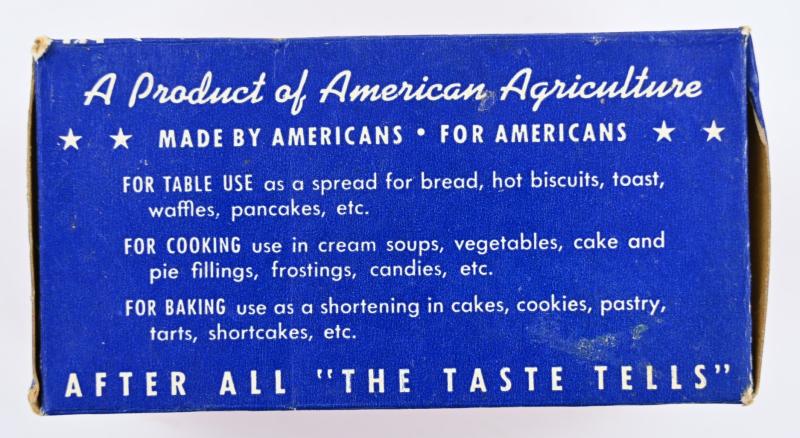 A Product of American Agriculture
★ ★ MADE BY AMERICANS • FOR AMERICANS ★ ★
FOR TABLE USE as a spread for bread, hot biscuits, toast,
waffles, pancakes, etc.
FOR COOKING use in cream soups, vegetables, cake and
pie fillings, frostings, candies, etc.
FOR BAKING use as a shortening in cakes, cookies, pastry,
tarts, shortcakes, etc.
AFTER ALL "THE TASTE TELLS"